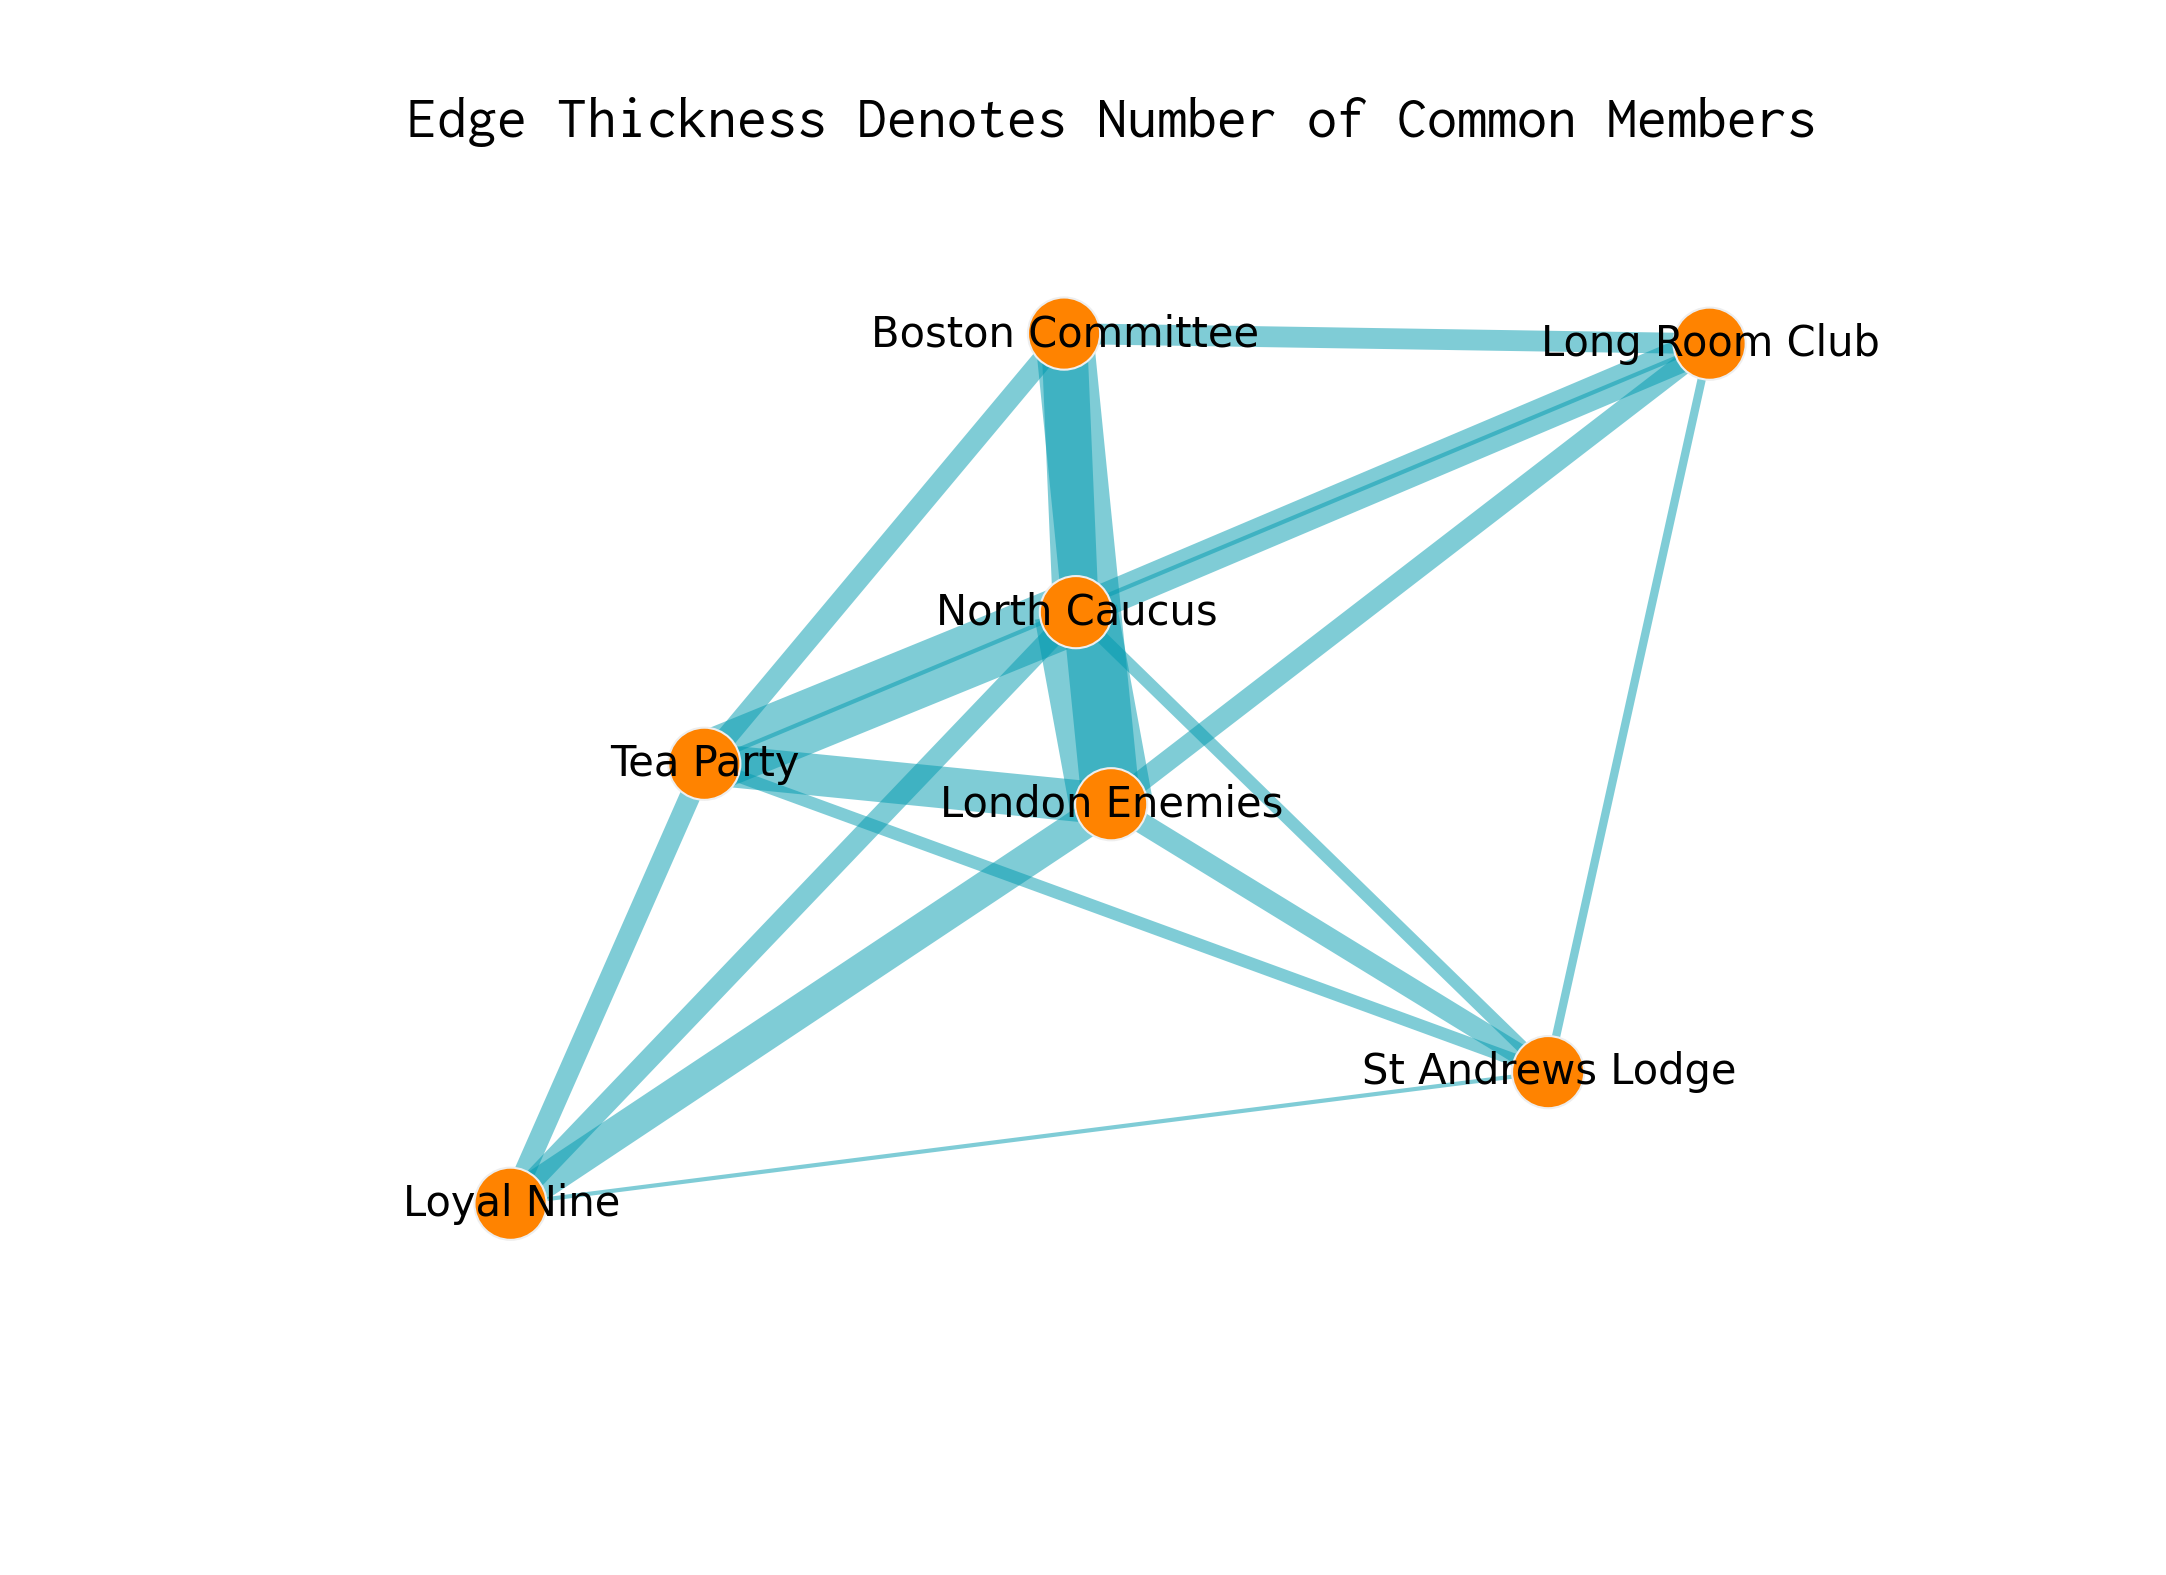 Edge Thickness Denotes Number of Common Members
Boston Committee
Long Room Club
North Caucus
Tea Party
London Enemies
St Andrews Lodge
Loyal Nine